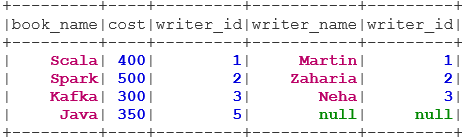 +---------+----+---------+-----------+---------+
|book_name|cost|writer_id|writer_name|writer_id|
+---------+----+---------+-----------+---------+
|    Scala| 400|        1|     Martin|        1|
|    Spark| 500|        2|    Zaharia|        2|
|    Kafka| 300|        3|       Neha|        3|
|     Java| 350|        5|       null|     null|
+---------+----+---------+-----------+---------+